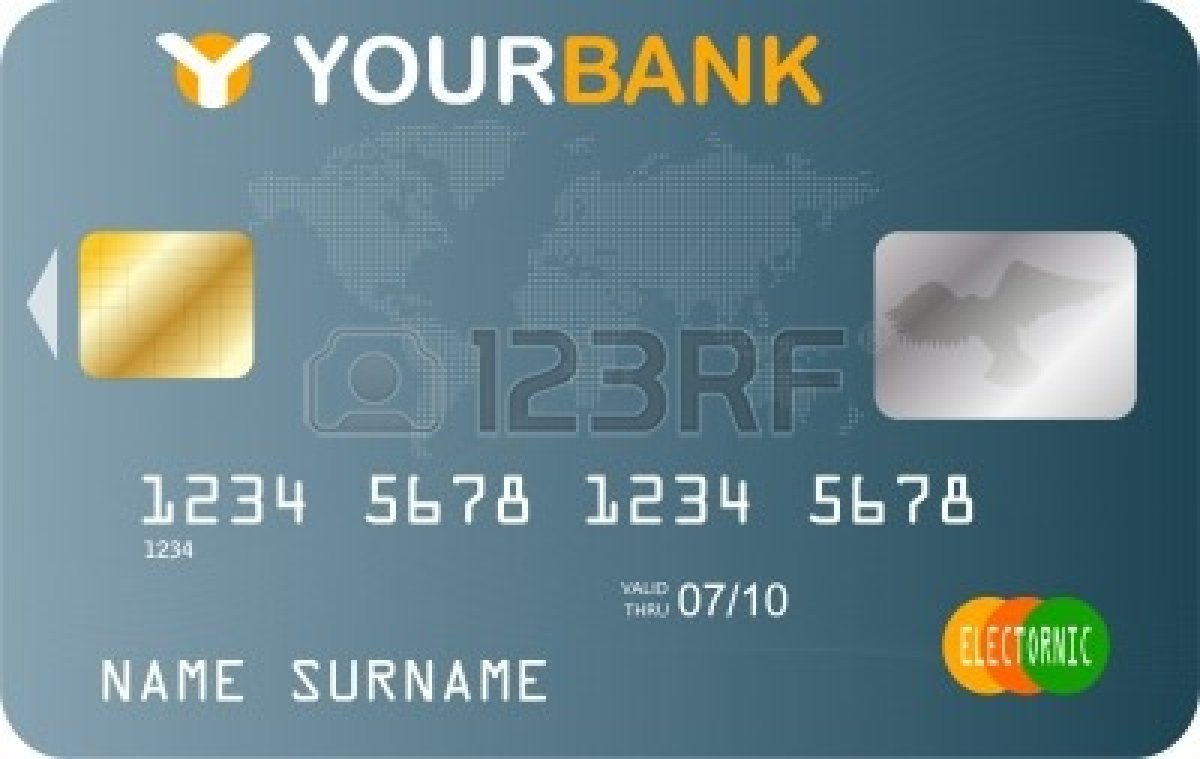 YOURBANK
123RF
1234 5678 1234 5678
1234
VALID THRU 07/10
ELECTORNIC
NAME SURNAME